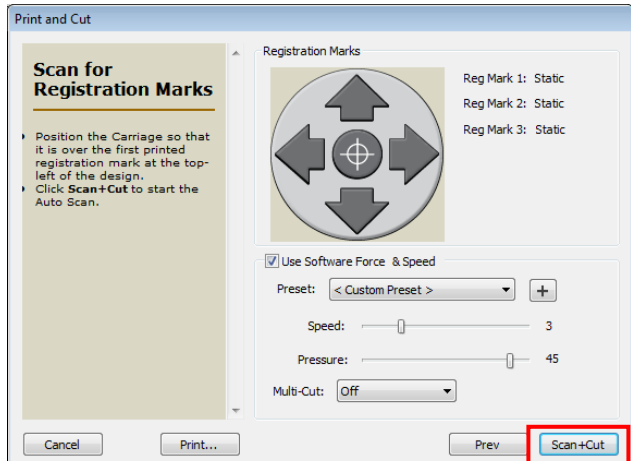 Print and Cut
Scan for
Registration Marks
Position the Carriage so that
it is over the first printed
registration mark at the top-
left of the design.
Click Scan+Cut to start the
Auto Scan.
Registration Marks
Reg Mark 1: Static
Reg Mark 2: Static
Reg Mark 3: Static
Use Software Force & Speed
Preset: < Custom Preset > +
Speed: 3
Pressure: 45
Multi-Cut: Off
Cancel Print... Prev Scan+Cut